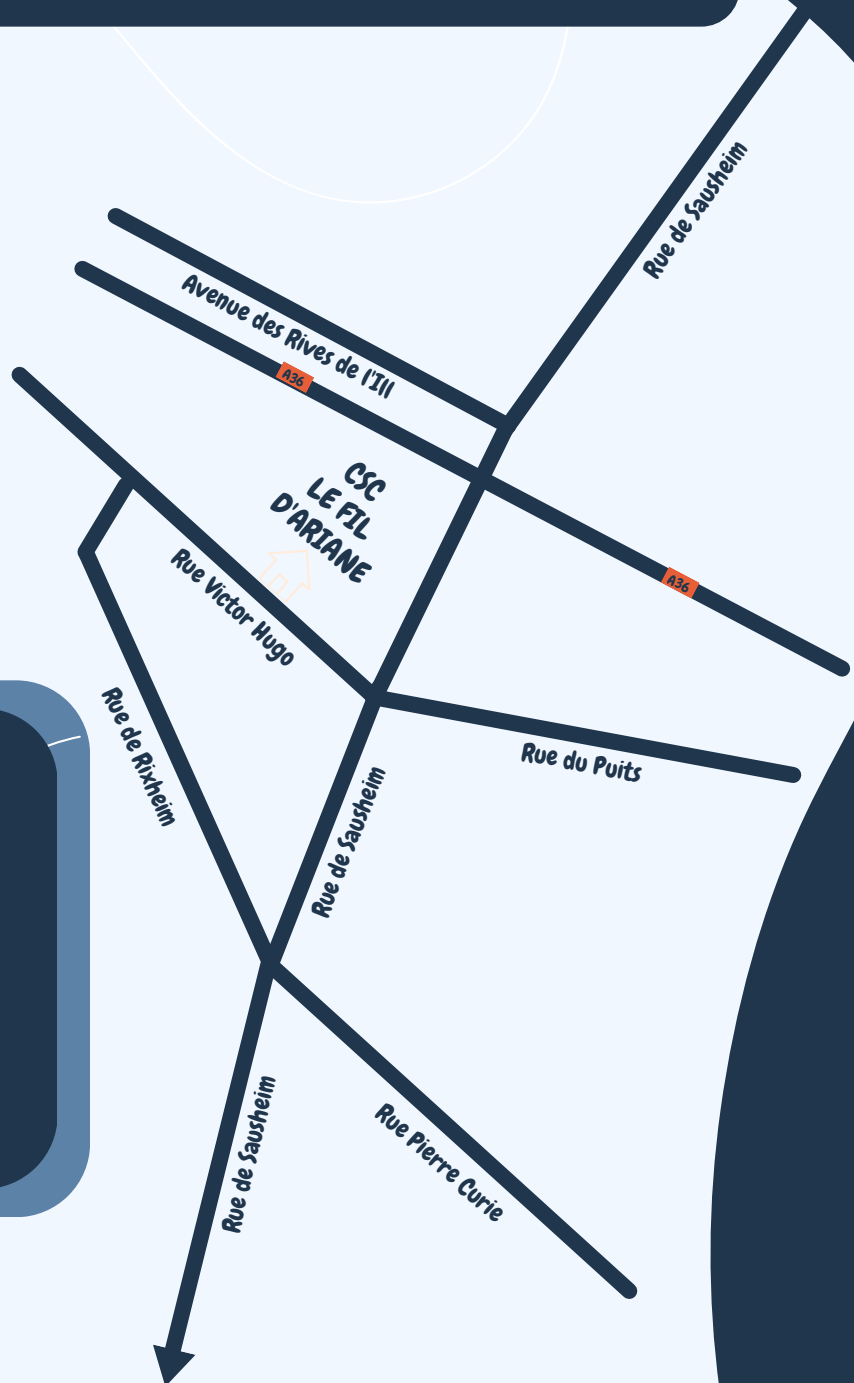 Rue de Sausheim
Avenue des Rives de l'Ill
A36
CSC
LE FIL
D'ARIANE
A36
Rue Victor Hugo
Rue de Rixheim
Rue du Puits
Rue de Sausheim
Rue de Sausheim
Rue Pierre Curie